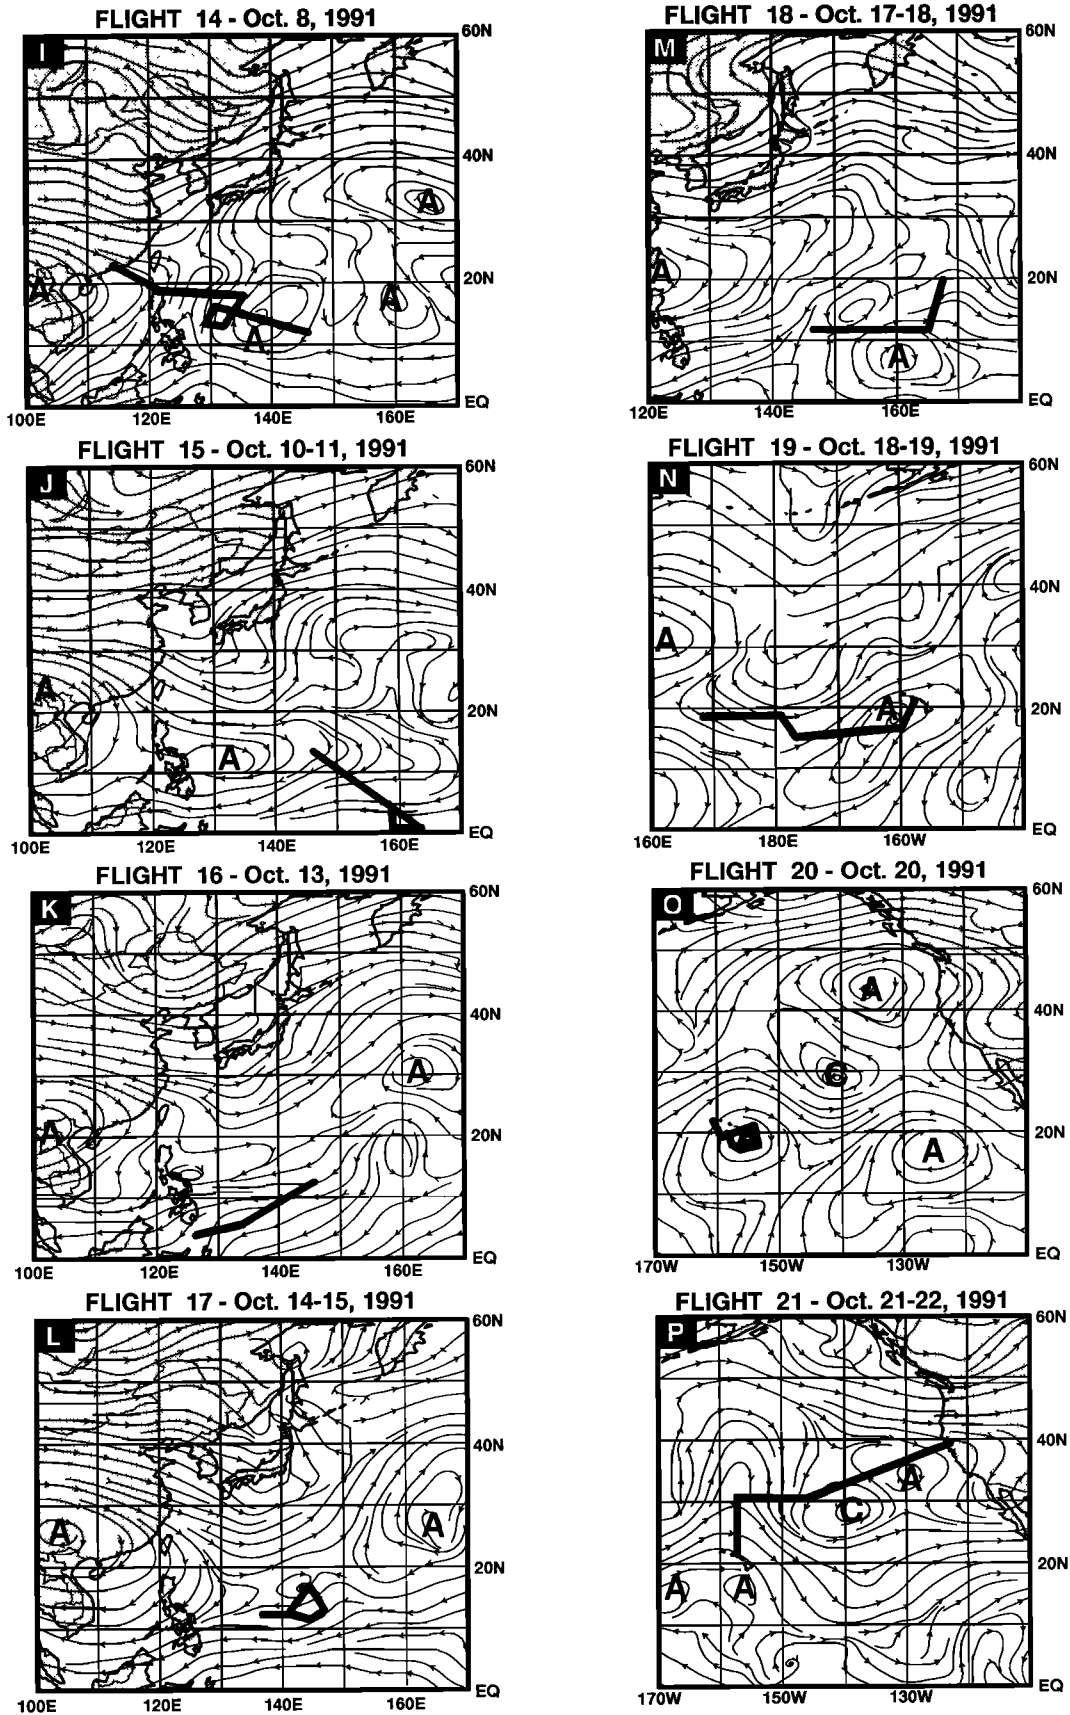 FLIGHT 14 - Oct. 8, 1991
I
60N
40N
A
20N
A
A
A
EQ
100E 120E 140E 160E
FLIGHT 15 - Oct. 10-11, 1991
J
60N
40N
A
20N
A
EQ
100E 120E 140E 160E
FLIGHT 16 - Oct. 13, 1991
K
60N
40N
A
A
20N
EQ
100E 120E 140E 160E
FLIGHT 17 - Oct. 14-15, 1991
L
60N
40N
A
A
20N
EQ
100E 120E 140E 160E
FLIGHT 18 - Oct. 17-18, 1991
M
60N
40N
A
20N
A
EQ
120E 140E 160E
FLIGHT 19 - Oct. 18-19, 1991
N
60N
40N
A
A
20N
EQ
160E 180E 160W
FLIGHT 20 - Oct. 20, 1991
O
60N
A
40N
C
20N
A
EQ
170W 150W 130W
FLIGHT 21 - Oct. 21-22, 1991
P
60N
40N
A
C
20N
A A
EQ
170W 150W 130W